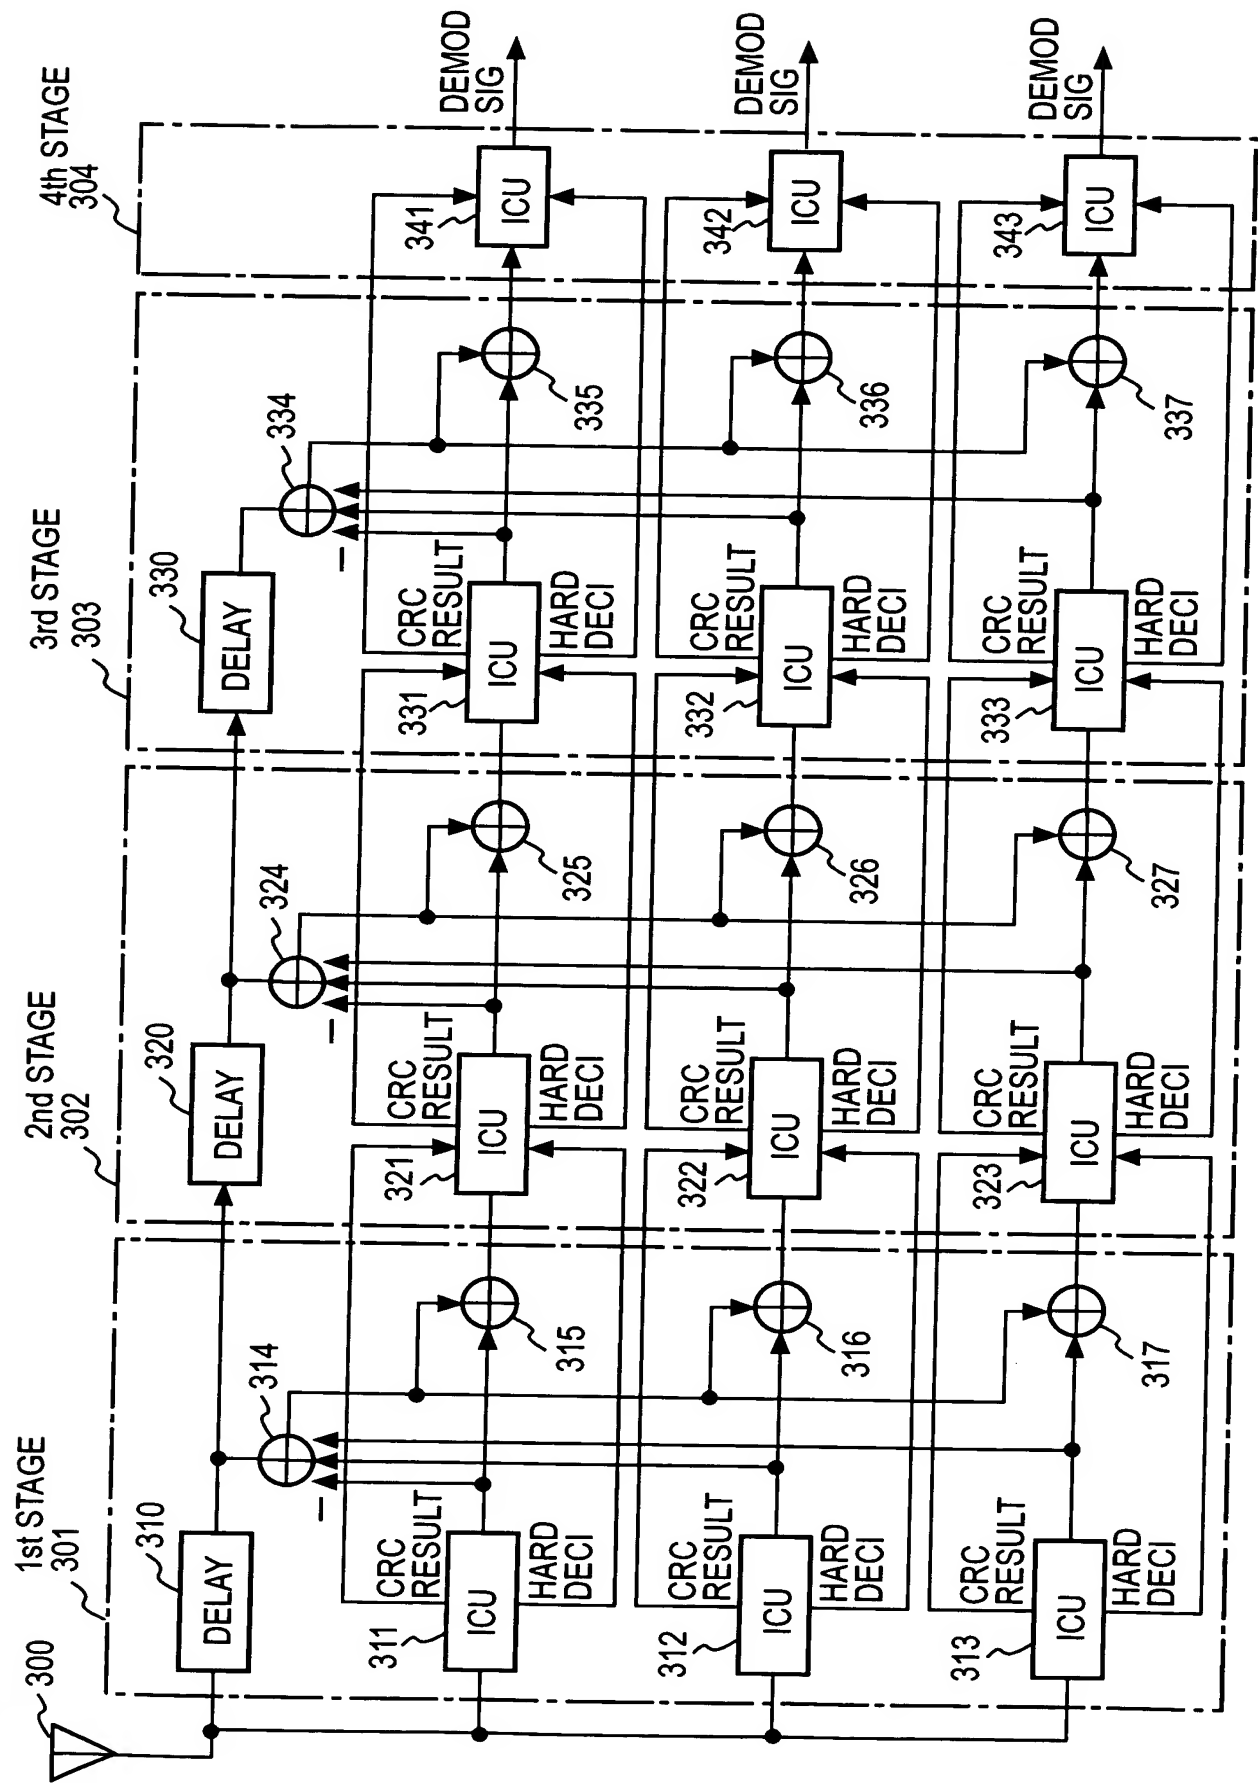 300
1st STAGE
301
2nd STAGE
302
3rd STAGE
303
4th STAGE
304
310
DELAY
314
320
DELAY
324
330
DELAY
334
311
ICU
CRC
RESULT
HARD
DECI
315
321
ICU
CRC
RESULT
HARD
DECI
325
331
ICU
CRC
RESULT
HARD
DECI
335
341
ICU
DEMOD
SIG
312
ICU
CRC
RESULT
HARD
DECI
316
322
ICU
CRC
RESULT
HARD
DECI
326
332
ICU
CRC
RESULT
HARD
DECI
336
342
ICU
DEMOD
SIG
313
ICU
CRC
RESULT
HARD
DECI
317
323
ICU
CRC
RESULT
HARD
DECI
327
333
ICU
CRC
RESULT
HARD
DECI
337
343
ICU
DEMOD
SIG